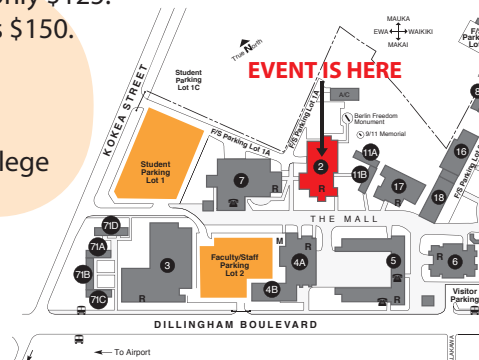 only $125.
s $150.
lege
MAUKA
EWA
WAIKIKI
MAKAI
True North
EVENT IS HERE
KOKEA STREET
Student
Parking
Lot 1C
F/S Parking Lot 1A
F/S Parking Lot 1A
A/C
Berlin Freedom
Monument
9/11 Memorial
Student
Parking
Lot 1
7
R
2
R
11A
11B
17
R
16
18
8
F/S Parking Lot
THE MALL
71D
71A
71B
71C
3
R
Faculty/Staff
Parking
Lot 2
M
4A
4B
R
5
R
R
6
R
Visitor
Parking
DILLINGHAM BOULEVARD
To Airport